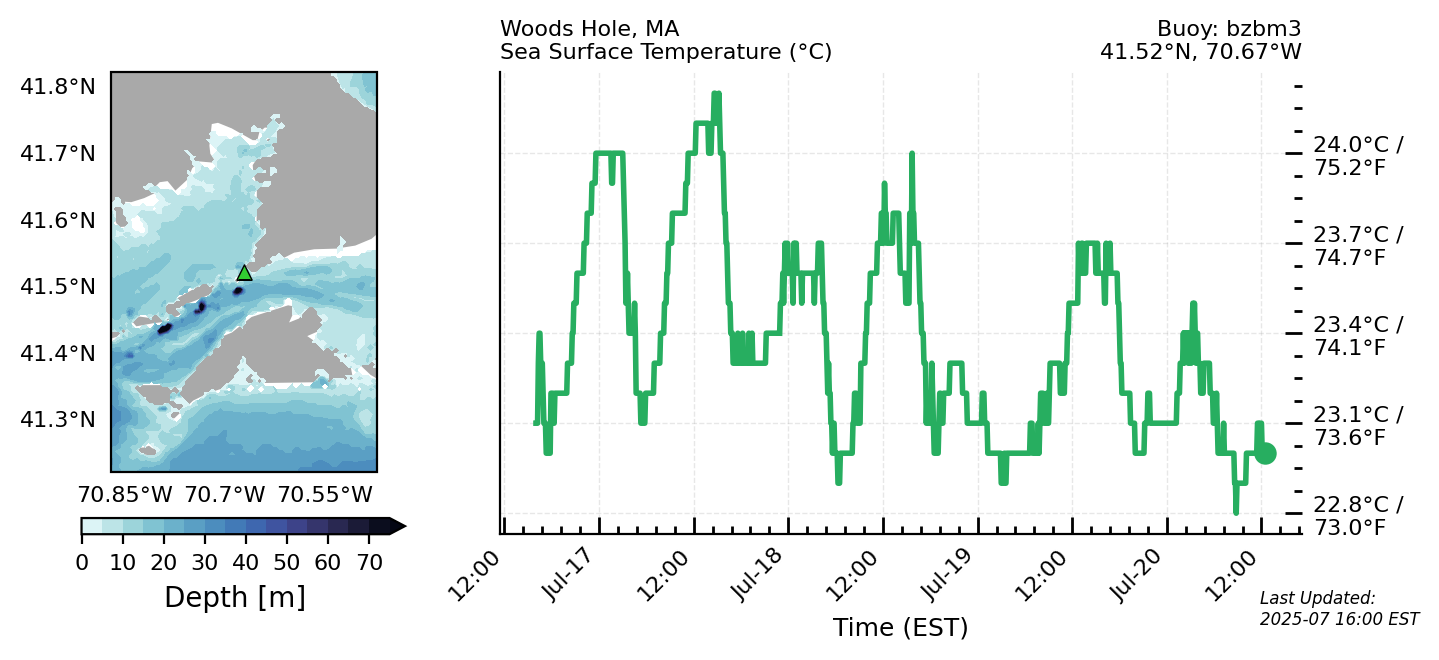 Woods Hole, MA
Sea Surface Temperature (°C)
Buoy: bzbm3
41.52°N, 70.67°W
41.8°N
41.7°N
41.6°N
41.5°N
41.4°N
41.3°N
70.85°W 70.7°W 70.55°W
0 10 20 30 40 50 60 70
Depth [m]
24.0°C /
75.2°F
23.7°C /
74.7°F
23.4°C /
74.1°F
23.1°C /
73.6°F
22.8°C /
73.0°F
12:00 Jul-17 12:00 Jul-18 12:00 Jul-19 12:00 Jul-20 12:00
Time (EST)
Last Updated:
2025-07 16:00 EST